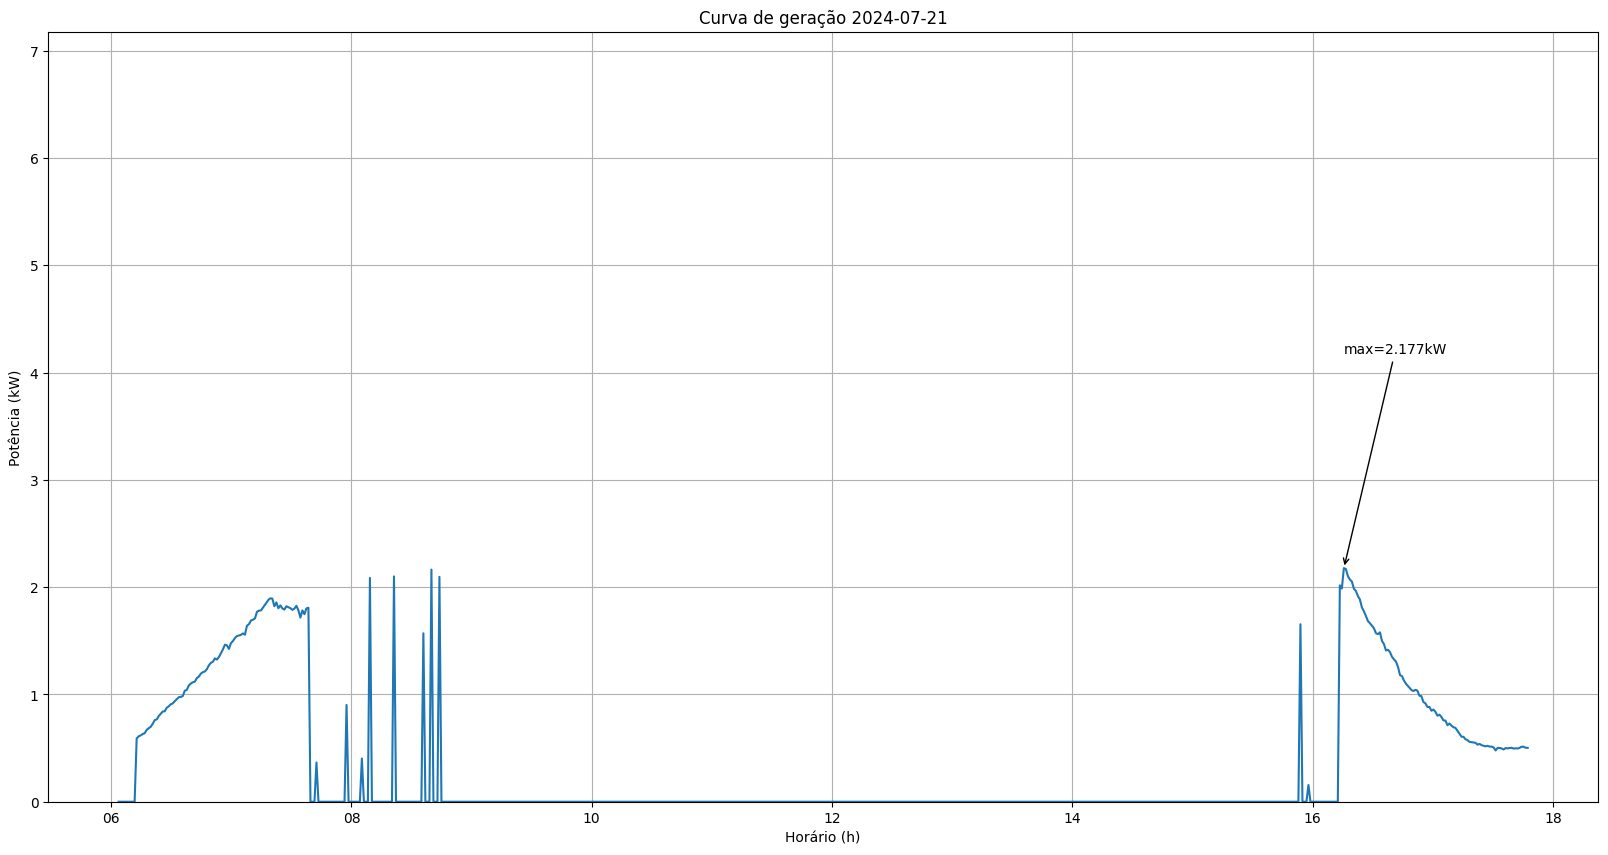 Curva de geração 2024-07-21
7
6
5
4
3
2
1
0
Potência (kW)
max=2.177kW
06 08 10 12 14 16 18
Horário (h)